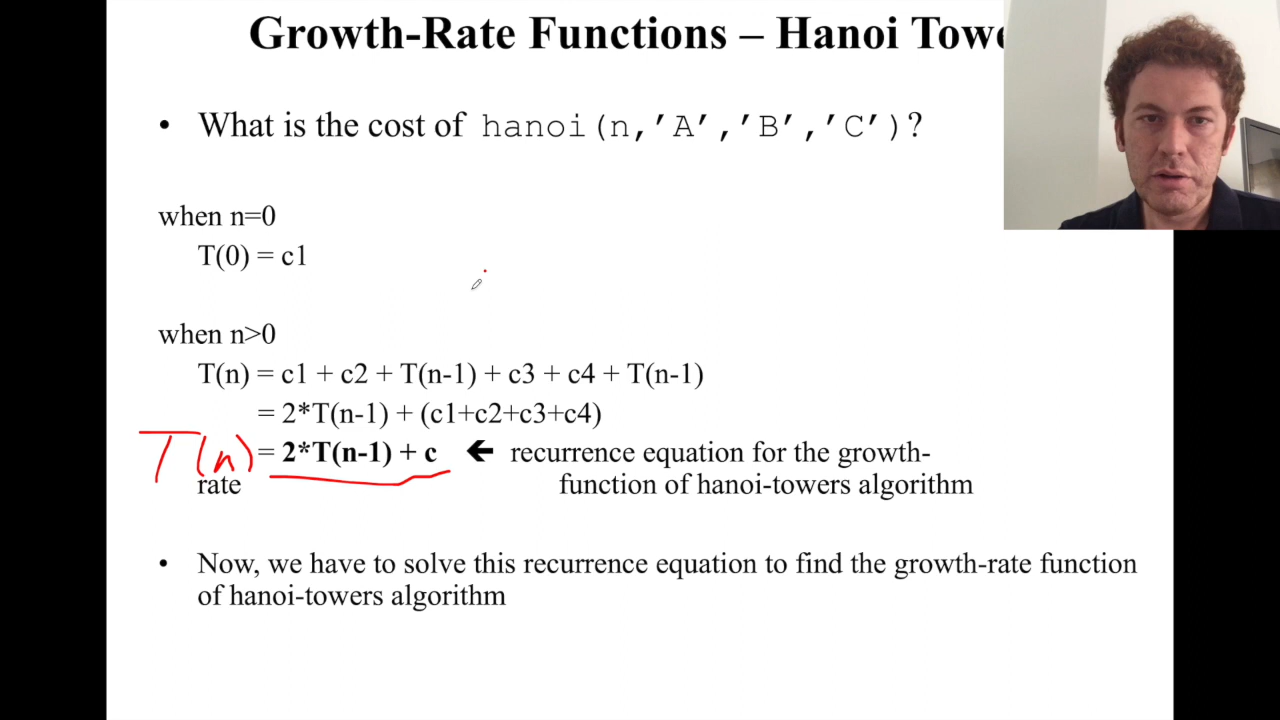 Growth-Rate Functions – Hanoi Towe
• What is the cost of hanoi(n,'A','B','C')?
when n=0
T(0) = c1
when n>0
T(n) = c1 + c2 + T(n-1) + c3 + c4 + T(n-1)
= 2*T(n-1) + (c1+c2+c3+c4)
T(n) = 2*T(n-1) + c 🡸 recurrence equation for the growth-
rate function of hanoi-towers algorithm
• Now, we have to solve this recurrence equation to find the growth-rate function
of hanoi-towers algorithm